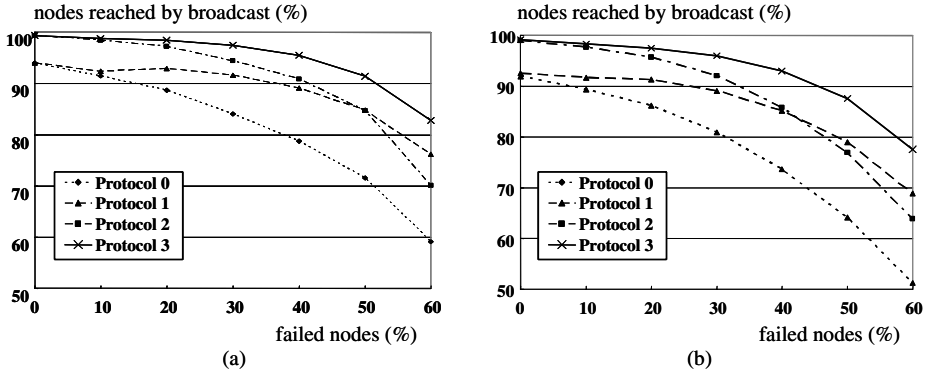 nodes reached by broadcast (%)
100
90
80
70
60
50
0 10 20 30 40 50 60
Protocol 0
Protocol 1
Protocol 2
Protocol 3
failed nodes (%)
(a)
nodes reached by broadcast (%)
100
90
80
70
60
50
0 10 20 30 40 50 60
Protocol 0
Protocol 1
Protocol 2
Protocol 3
failed nodes (%)
(b)